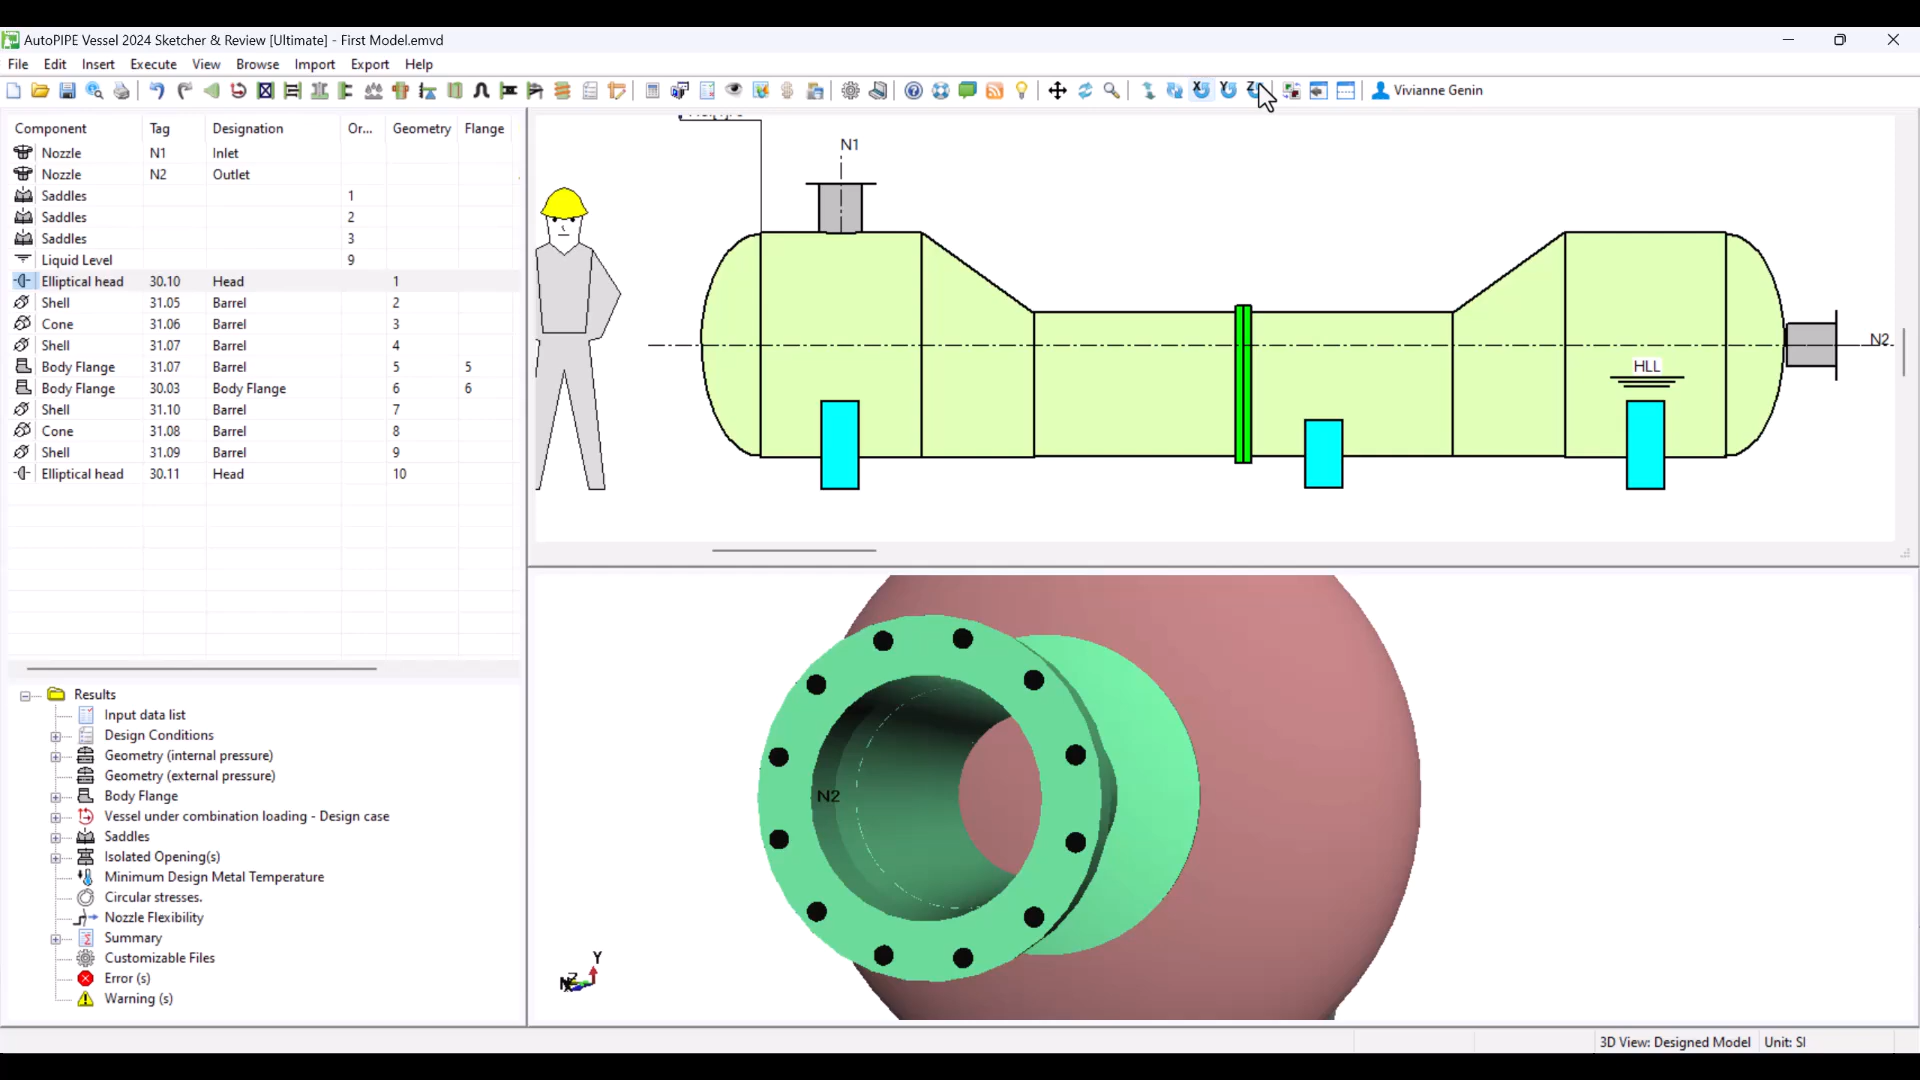 AutoPIPE Vessel 2024 Sketcher & Review [Ultimate] - First Model.emvd
File Edit Insert Execute View Browse Import Export Help
Vivianne Genin
Component Tag Designation Or... Geometry Flange
Nozzle N1 Inlet
Nozzle N2 Outlet
Saddles 1
Saddles 2
Saddles 3
Liquid Level 9
Elliptical head 30.10 Head 1
Shell 31.05 Barrel 2
Cone 31.06 Barrel 3
Shell 31.07 Barrel 4
Body Flange 31.07 Barrel 5 5
Body Flange 30.03 Body Flange 6 6
Shell 31.10 Barrel 7
Cone 31.08 Barrel 8
Shell 31.09 Barrel 9
Elliptical head 30.11 Head 10
Results
Input data list
Design Conditions
Geometry (internal pressure)
Geometry (external pressure)
Body Flange
Vessel under combination loading - Design case
Saddles
Isolated Opening(s)
Minimum Design Metal Temperature
Circular stresses.
Nozzle Flexibility
Summary
Customizable Files
Error (s)
Warning (s)
N1
N2
HLL
N2
Y
Z
3D View: Designed Model Unit: SI